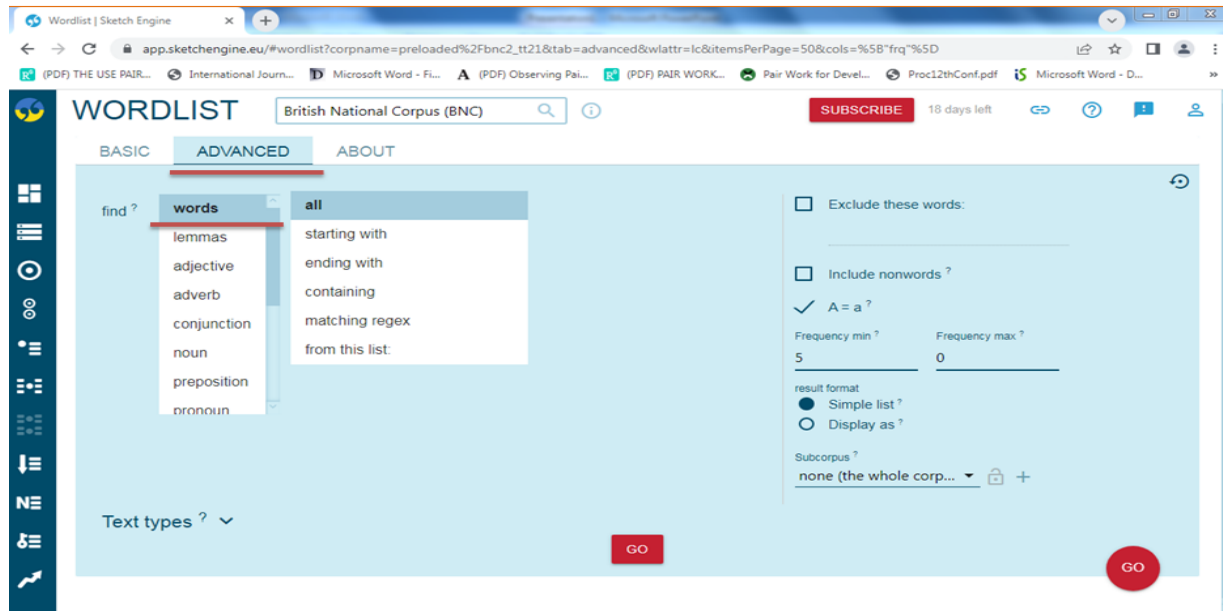 Wordlist | Sketch Engine
app.sketchengine.eu/#wordlist?corpname=preloaded%2Fbnc2_tt21&tab=advanced&wlattr=lc&itemsPerPage=50&cols=%5B"frq"%5D
(PDF) THE USE PAIR... International Journ... Microsoft Word - Fi... (PDF) Observing Pai... (PDF) PAIR WORK... Pair Work for Devel... Proc12thConf.pdf Microsoft Word - D... »
WORDLIST British National Corpus (BNC) SUBSCRIBE 18 days left
BASIC ADVANCED ABOUT
find ? words all Exclude these words:
lemmas starting with
adjective ending with Include nonwords ?
adverb containing A = a ?
conjunction matching regex Frequency min ? Frequency max ?
noun from this list: 5 0
preposition result format
pronoun Simple list ?
Display as ?
Subcorpus ?
none (the whole corp...
Text types ?
GO
GO